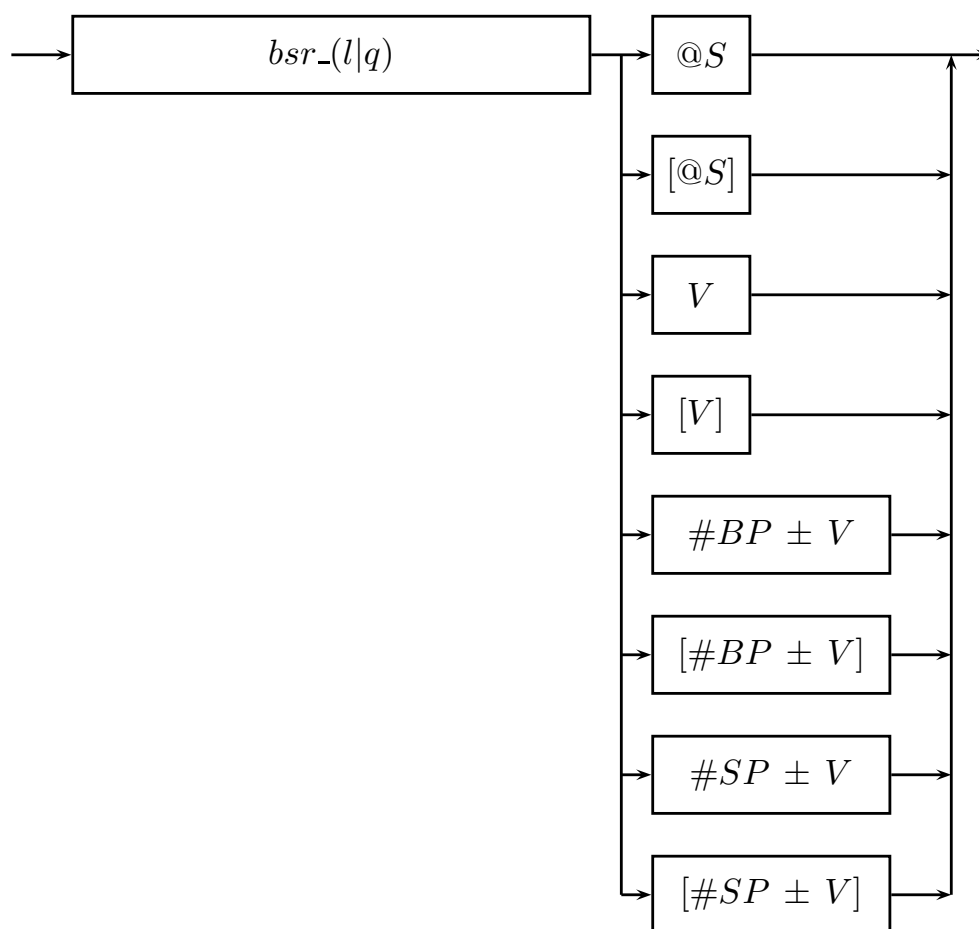 bsr_(l|q) @S
[@S]
V
[V]
#BP ± V
[#BP ± V]
#SP ± V
[#SP ± V]